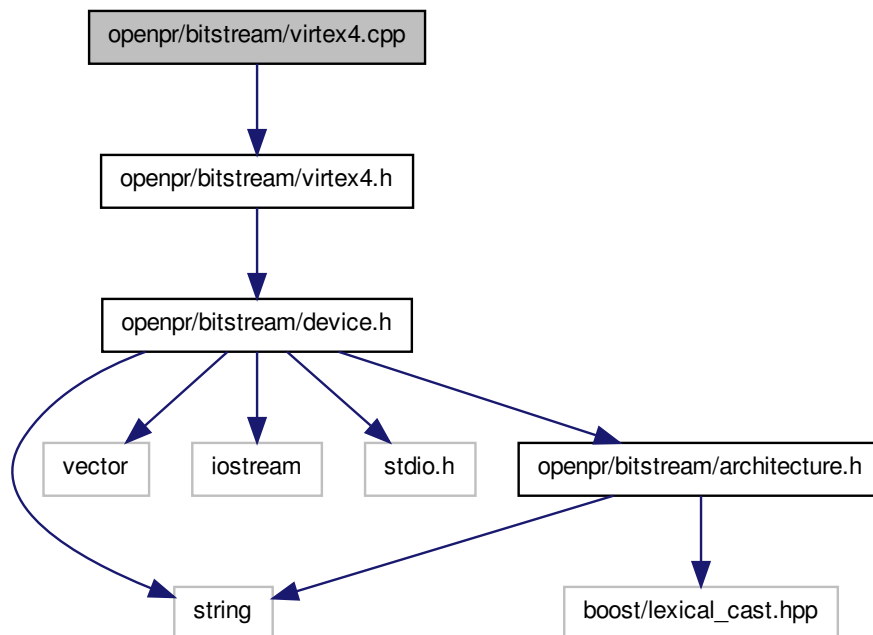 openpr/bitstream/virtex4.cpp
openpr/bitstream/virtex4.h
openpr/bitstream/device.h
vector
iostream
stdio.h
openpr/bitstream/architecture.h
string
boost/lexical_cast.hpp